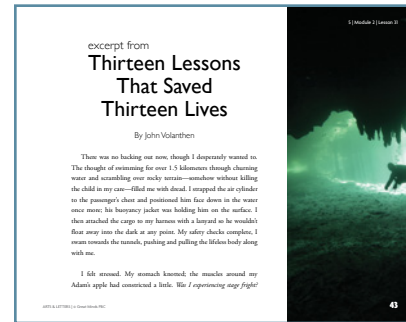 5 | Module 2 | Lesson 31
excerpt from
Thirteen Lessons
That Saved
Thirteen Lives
By John Volanthen
There was no backing out now, though I desperately wanted to.
The thought of swimming for over 1.5 kilometers through churning
water and scrambling over rocky terrain—somehow without killing
the child in my care—filled me with dread. I strapped the air cylinder
to the passenger's chest and positioned him face down in the water
once more; his buoyancy jacket was holding him on the surface. I
then attached the cargo to my harness with a lanyard so he wouldn't
float away into the dark at any point. My safety checks complete, I
swam towards the tunnels, pushing and pulling the lifeless body along
with me.
I felt stressed. My stomach knotted; the muscles around my
Adam's apple had constricted a little. Was I experiencing stage fright?
ARTS & LETTERS | © Great Minds PBC
43